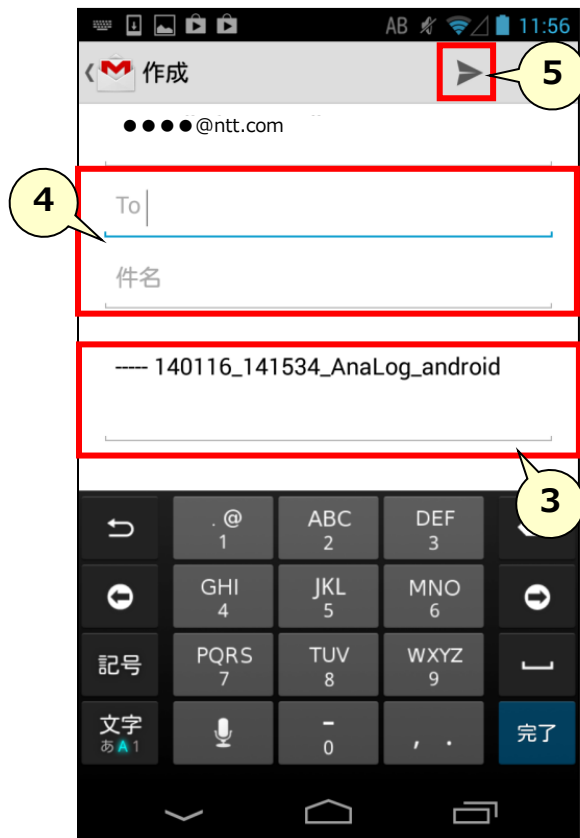 AB 11:56
作成
5
●●●●@ntt.com
4
To
件名
----- 140116_141534_AnaLog_android
3
. @ ABC DEF
1 2 3
GHI JKL MNO
4 5 6
記号 PQRS TUV WXYZ
7 8 9
文字 - , . 完了
あA1 0